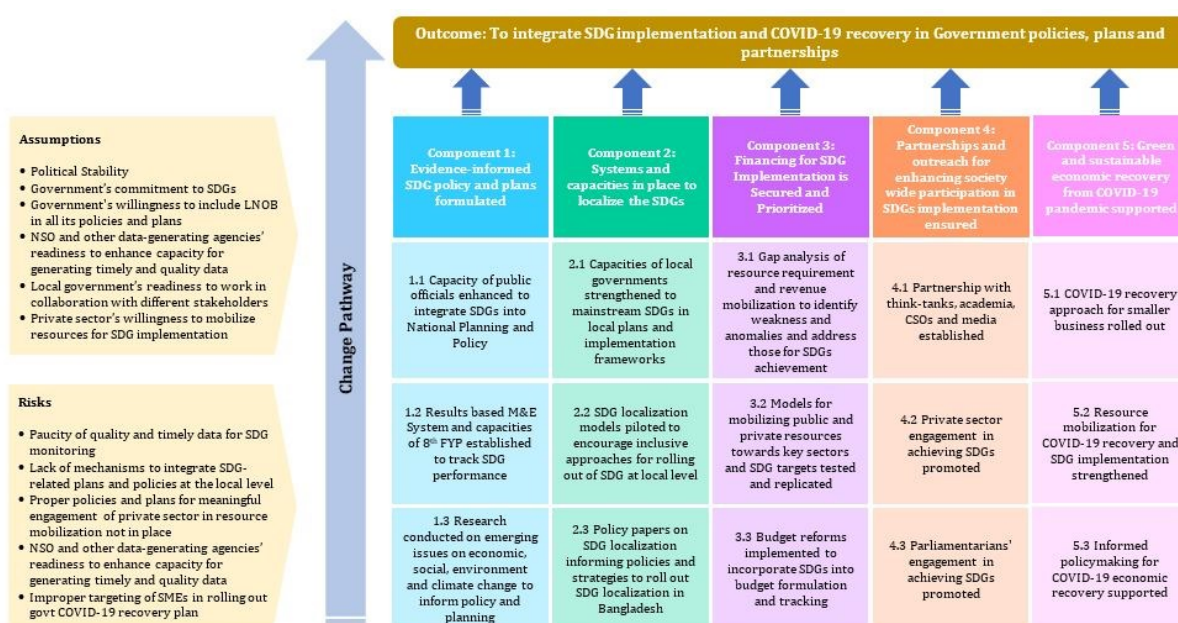 Outcome: To integrate SDG implementation and COVID-19 recovery in Government policies, plans and
partnerships
Assumptions
• Political Stability
• Government's commitment to SDGs
• Government's willingness to include LNOB
in all its policies and plans
• NSO and other data-generating agencies'
readiness to enhance capacity for
generating timely and quality data
• Local government's readiness to work in
collaboration with different stakeholders
• Private sector's willingness to mobilize
resources for SDG implementation
Risks
• Paucity of quality and timely data for SDG
monitoring
• Lack of mechanisms to integrate SDG-
related plans and policies at the local level
• Proper policies and plans for meaningful
engagement of private sector in resource
mobilization not in place
• NSO and other data-generating agencies'
readiness to enhance capacity for
generating timely and quality data
• Improper targeting of SMEs in rolling out
govt COVID-19 recovery plan
Change Pathway
Component 1:
Evidence-informed
SDG policy and plans
formulated
Component 2:
Systems and
capacities in place to
localize the SDGs
Component 3:
Financing for SDG
Implementation is
Secured and
Prioritized
Component 4:
Partnerships and
outreach for
enhancing society
wide participation in
SDGs implementation
ensured
Component 5: Green
and sustainable
economic recovery
from COVID-19
pandemic supported
1.1 Capacity of public
officials enhanced to
integrate SDGs into
National Planning and
Policy
2.1 Capacities of local
governments
strengthened to
mainstream SDGs in
local plans and
implementation
frameworks
3.1 Gap analysis of
resource requirement
and revenue
mobilization to identify
weakness and
anomalies and address
those for SDGs
achievement
4.1 Partnership with
think-tanks, academia,
CSOs and media
established
5.1 COVID-19 recovery
approach for smaller
business rolled out
1.2 Results based M&E
System and capacities
of 8th FYP established
to track SDG
performance
2.2 SDG localization
models piloted to
encourage inclusive
approaches for rolling
out of SDG at local level
3.2 Models for
mobilizing public and
private resources
towards key sectors
and SDG targets tested
and replicated
4.2 Private sector
engagement in
achieving SDGs
promoted
5.2 Resource
mobilization for
COVID-19 recovery and
SDG implementation
strengthened
1.3 Research
conducted on emerging
issues on economic,
social, environment
and climate change to
inform policy and
planning
2.3 Policy papers on
SDG localization
informing policies and
strategies to roll out
SDG localization in
Bangladesh
3.3 Budget reforms
implemented to
incorporate SDGs into
budget formulation
and tracking
4.3 Parliamentarians'
engagement in
achieving SDGs
promoted
5.3 Informed
policymaking for
COVID-19 economic
recovery supported